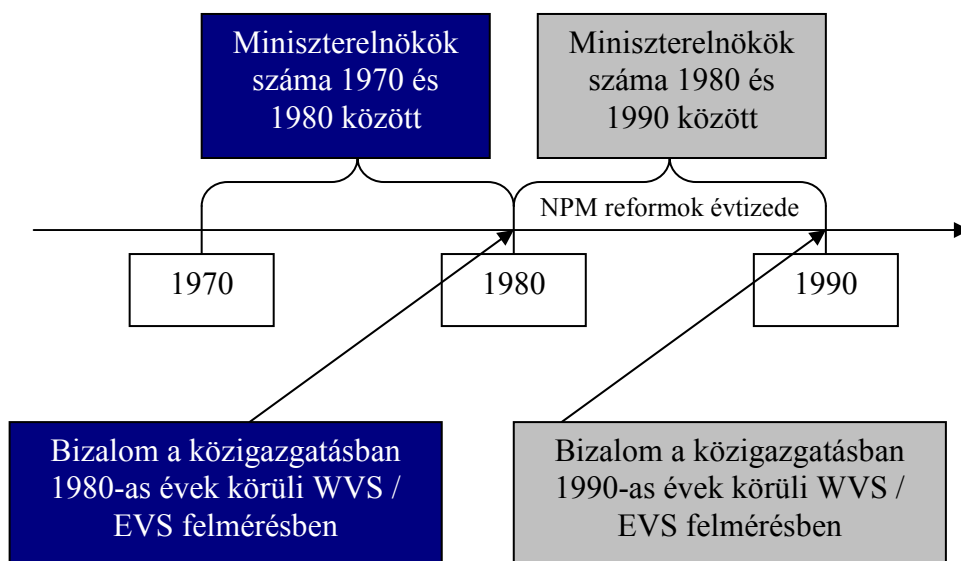 Miniszterelnökök
száma 1970 és
1980 között
Miniszterelnökök
száma 1980 és
1990 között
NPM reformok évtizede
1970
1980
1990
Bizalom a közigazgatásban
1980-as évek körüli WVS /
EVS felmérésben
Bizalom a közigazgatásban
1990-as évek körüli WVS /
EVS felmérésben